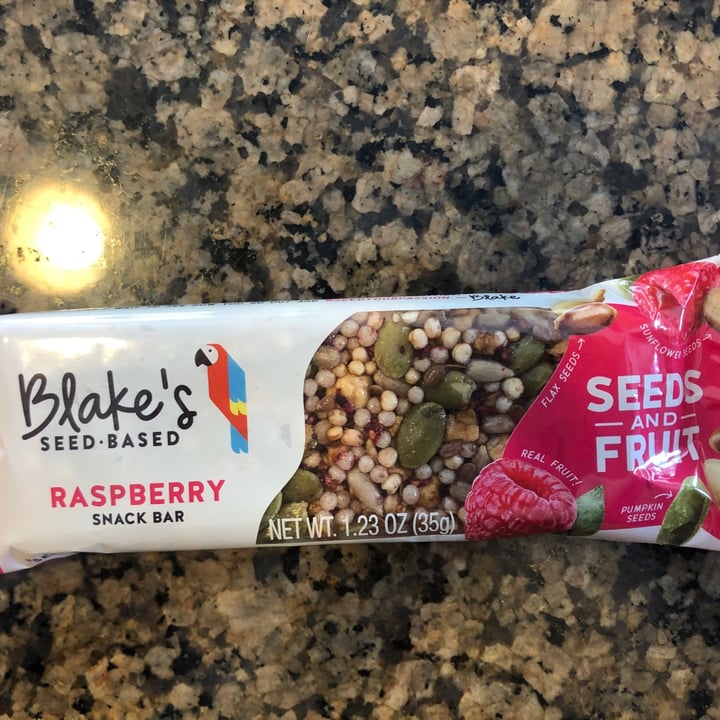 Blake
Blake's
SEED·BASED
RASPBERRY
SNACK BAR
NET WT. 1.23 OZ (35g)
SEEDS
AND
FRUIT
FLAX SEEDS
SUNFLOWER SEEDS
REAL FRUIT!
PUMPKIN
SEEDS